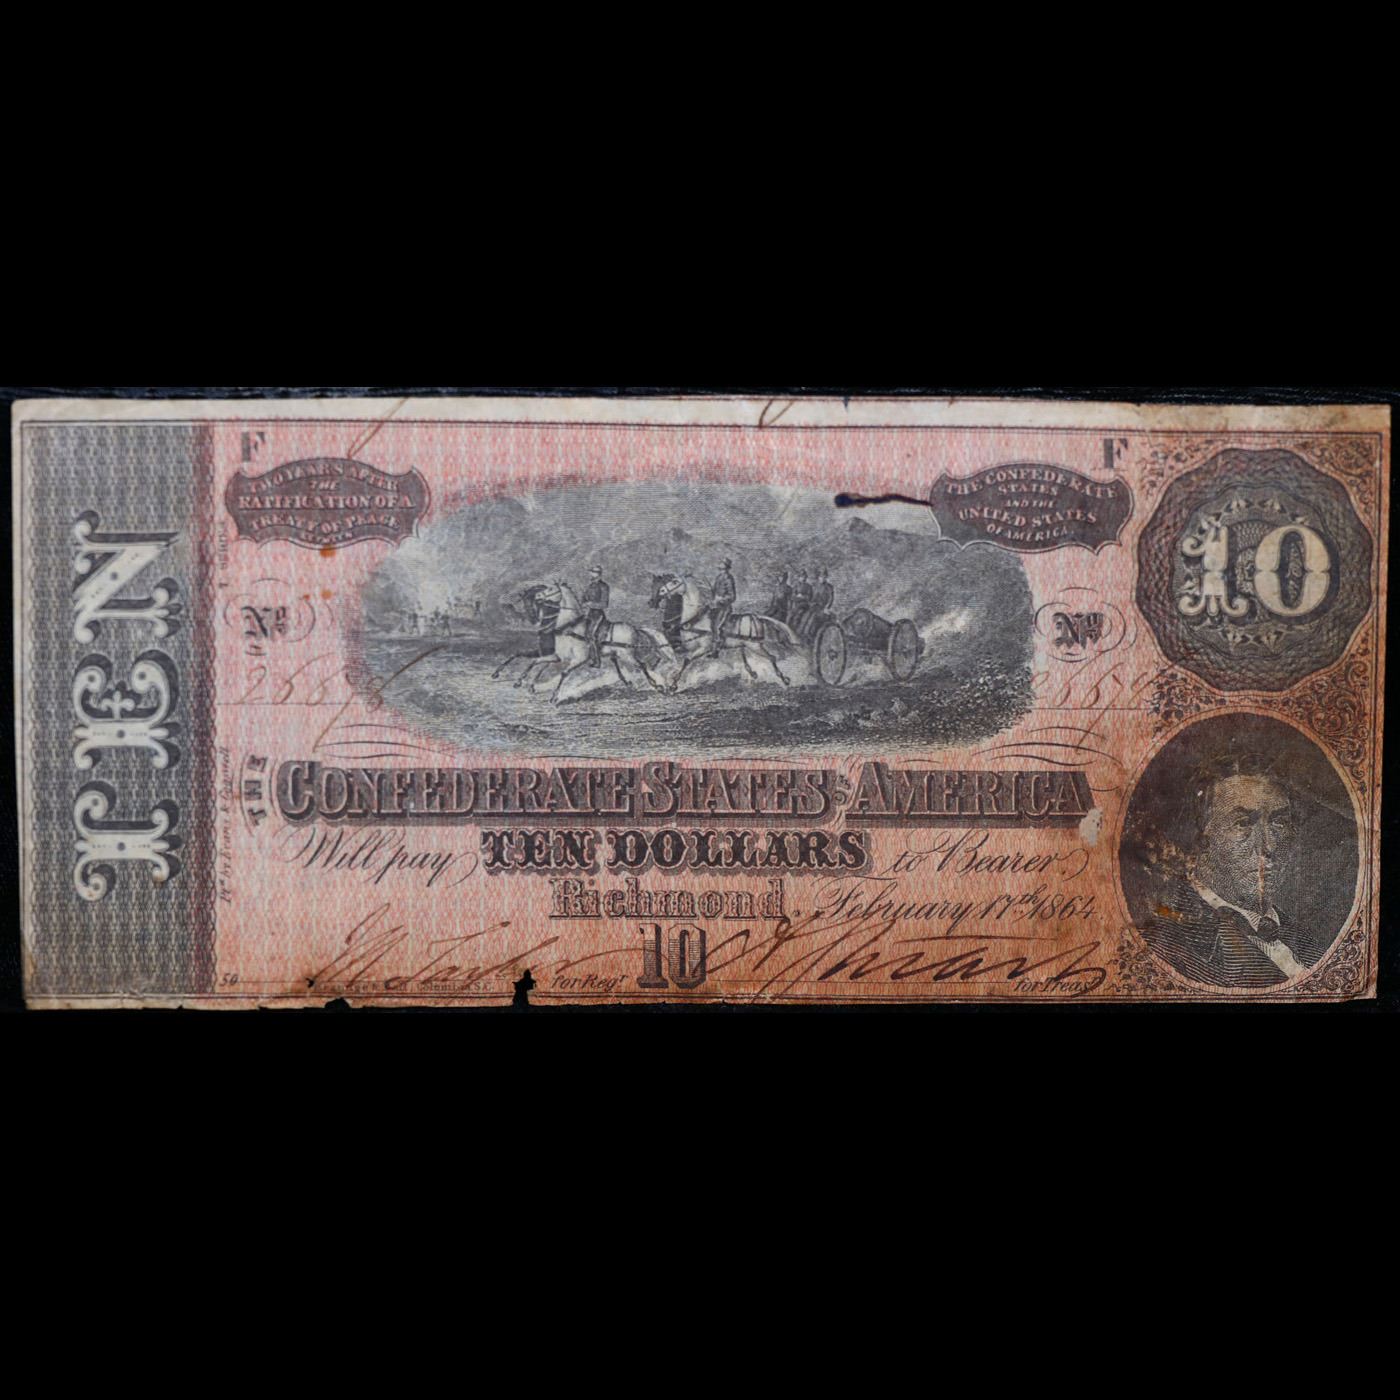 F
F
TWO YEARS AFTER
THE
RATIFICATION OF A
TREATY OF PEACE
BETWEEN
THE CONFEDERATE
STATES
AND THE
UNITED STATES
OF AMERICA
10
TEN
No
No
THE
CONFEDERATE STATES OF AMERICA
Will pay TEN DOLLARS to Bearer.
Richmond, February 17th 1864
10
for Regr
for Treasr